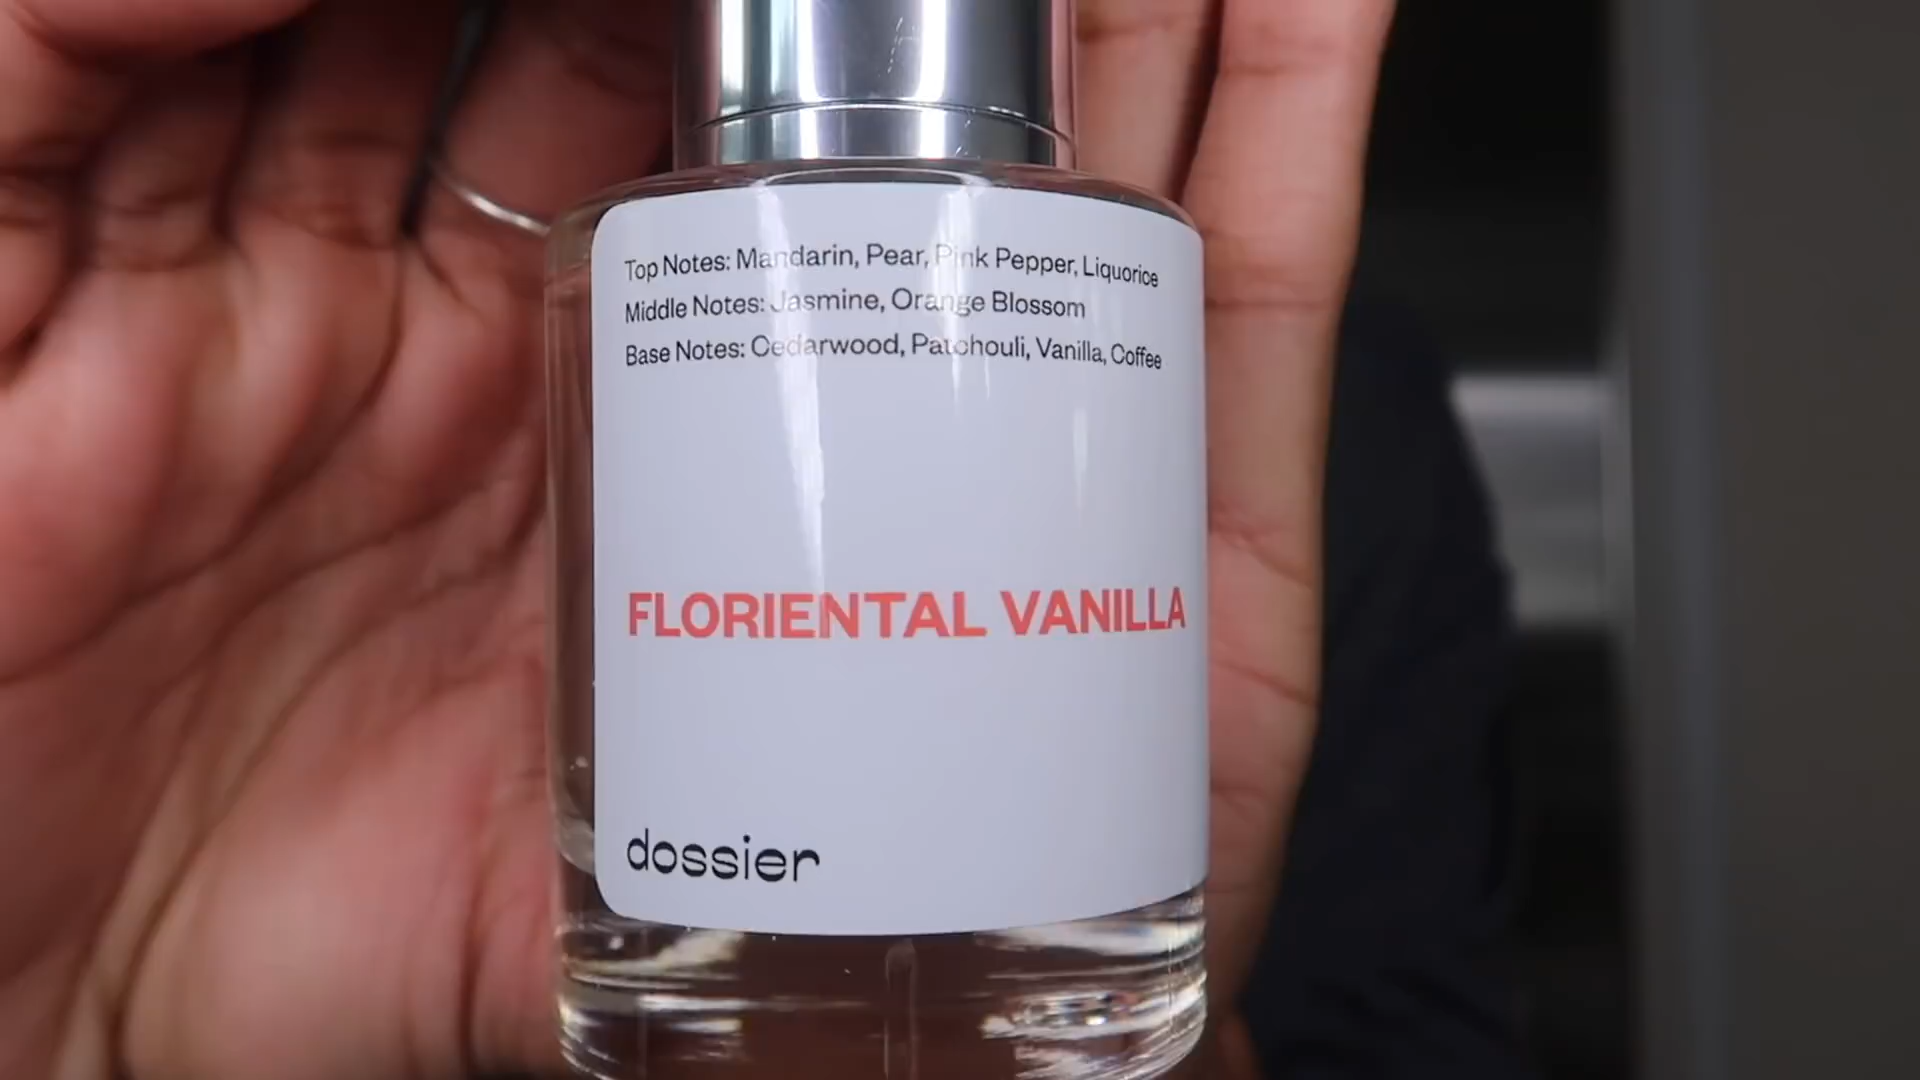 Top Notes: Mandarin, Pear, Pink Pepper, Liquorice
Middle Notes: Jasmine, Orange Blossom
Base Notes: Cedarwood, Patchouli, Vanilla, Coffee
FLORIENTAL VANILLA
dossier